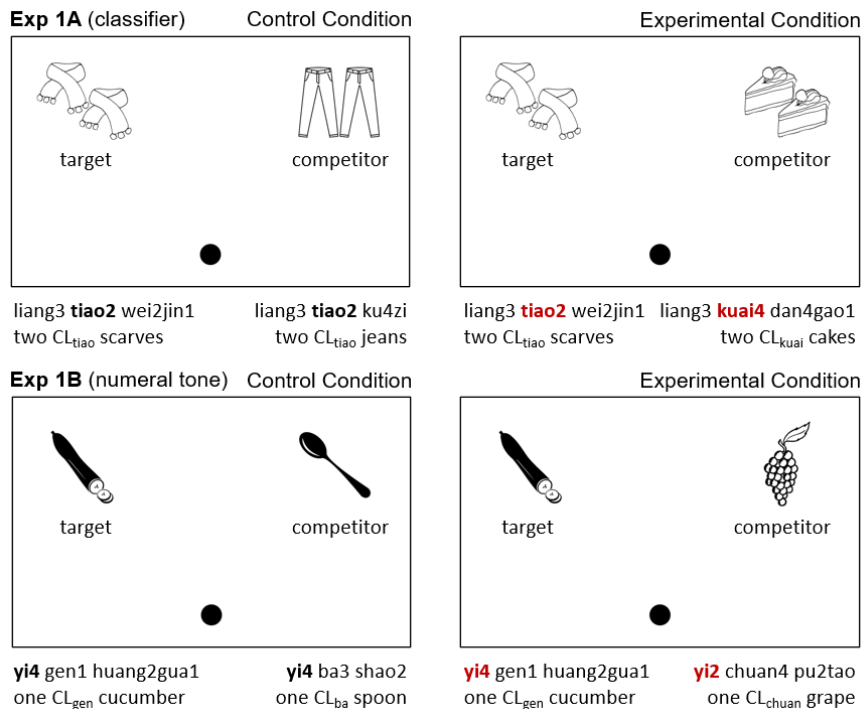 Exp 1A (classifier) Control Condition
Experimental Condition
target competitor
target competitor
liang3 tiao2 wei2jin1 liang3 tiao2 ku4zi
two CLtiao scarves two CLtiao jeans
liang3 tiao2 wei2jin1 liang3 kuai4 dan4gao1
two CLtiao scarves two CLkuai cakes
Exp 1B (numeral tone) Control Condition
Experimental Condition
target competitor
target competitor
yi4 gen1 huang2gua1 yi4 ba3 shao2
one CLgen cucumber one CLba spoon
yi4 gen1 huang2gua1 yi2 chuan4 pu2tao
one CLgen cucumber one CLchuan grape